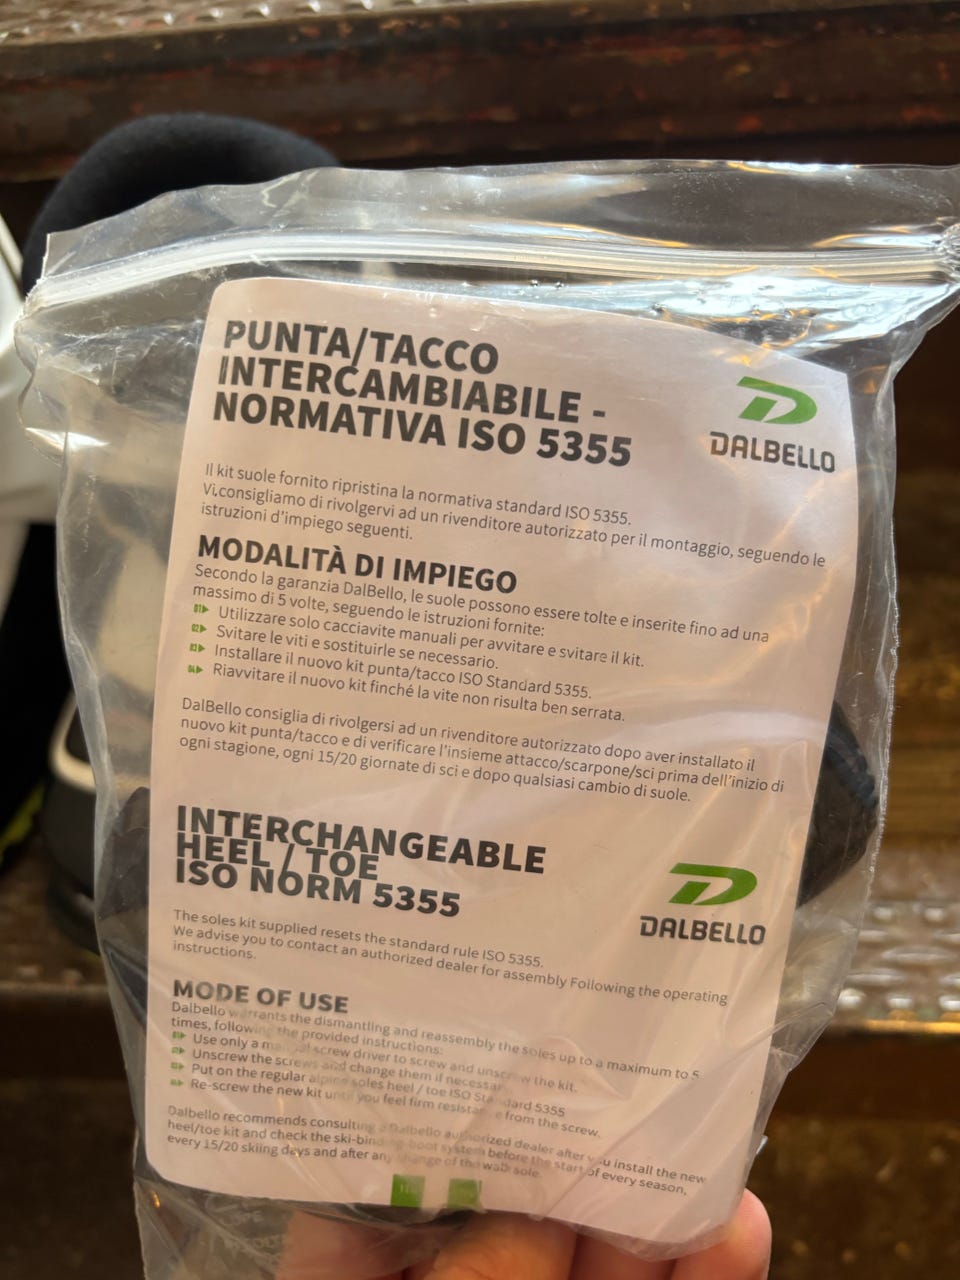 PUNTA/TACCO
INTERCAMBIABILE -
NORMATIVA ISO 5355
DALBELLO
Il kit suole fornito ripristina la normativa standard ISO 5355.
Vi.consigliamo di rivolgervi ad un rivenditore autorizzato per il montaggio, seguendo le
istruzioni d'impiego seguenti.
MODALITÀ DI IMPIEGO
Secondo la garanzia DalBello, le suole possono essere tolte e inserite fino ad una
massimo di 5 volte, seguendo le istruzioni fornite:
01 Utilizzare solo cacciavite manuali per avvitare e svitare il kit.
02 Svitare le viti e sostituirle se necessario.
03 Installare il nuovo kit punta/tacco ISO Standard 5355.
04 Riavvitare il nuovo kit finché la vite non risulta ben serrata.
DalBello consiglia di rivolgersi ad un rivenditore autorizzato dopo aver installato il
nuovo kit punta/tacco e di verificare l'insieme attacco/scarpone/sci prima dell'inizio di
ogni stagione, ogni 15/20 giornate di sci e dopo qualsiasi cambio di suole.
INTERCHANGEABLE
HEEL / TOE
ISO NORM 5355
DALBELLO
The soles kit supplied resets the standard rule ISO 5355.
We advise you to contact an authorized dealer for assembly Following the operating
instructions.
MODE OF USE
Dalbello warrants the dismantling and reassembly the soles up to a maximum to 5
times, following the provided instructions:
Use only a manual screw driver to screw and unscrew the kit.
Unscrew the screws and change them if necessary
Put on the regular alpine soles heel / toe ISO Standard 5355
Re-screw the new kit until you feel firm resistance from the screw.
Dalbello recommends consulting a Dalbello authorized dealer after you install the new
heel/toe kit and check the ski-binding-boot system before the start of every season,
every 15/20 skiing days and after any change of the walk sole.